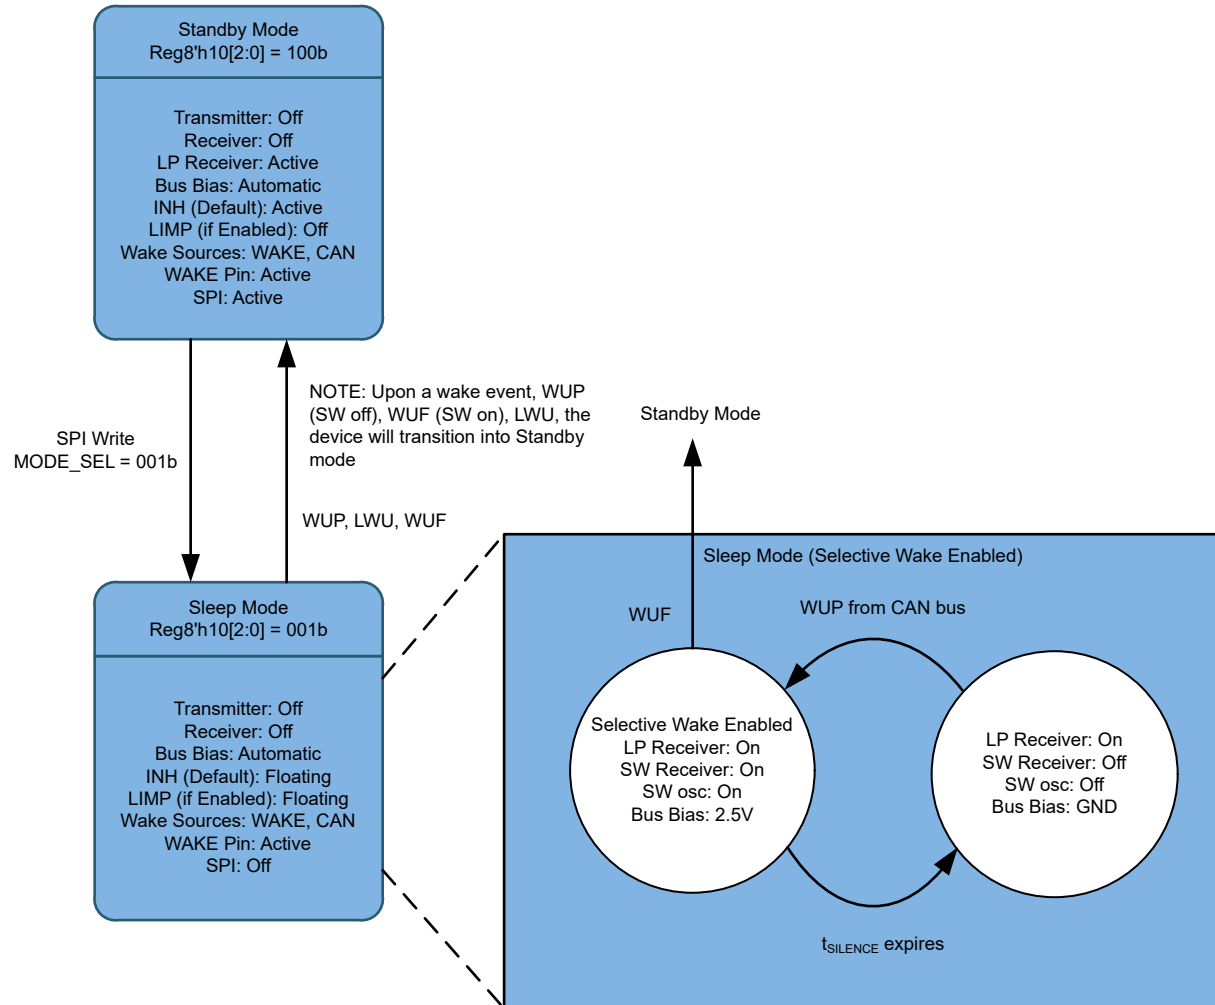 Standby Mode
Reg8'h10[2:0] = 100b
Transmitter: Off
Receiver: Off
LP Receiver: Active
Bus Bias: Automatic
INH (Default): Active
LIMP (if Enabled): Off
Wake Sources: WAKE, CAN
WAKE Pin: Active
SPI: Active
SPI Write
MODE_SEL = 001b
NOTE: Upon a wake event, WUP
(SW off), WUF (SW on), LWU, the
device will transition into Standby
mode
WUP, LWU, WUF
Sleep Mode
Reg8'h10[2:0] = 001b
Transmitter: Off
Receiver: Off
Bus Bias: Automatic
INH (Default): Floating
LIMP (if Enabled): Floating
Wake Sources: WAKE, CAN
WAKE Pin: Active
SPI: Off
Standby Mode
Sleep Mode (Selective Wake Enabled)
WUF
WUP from CAN bus
Selective Wake Enabled
LP Receiver: On
SW Receiver: On
SW osc: On
Bus Bias: 2.5V
LP Receiver: On
SW Receiver: Off
SW osc: Off
Bus Bias: GND
tSILENCE expires